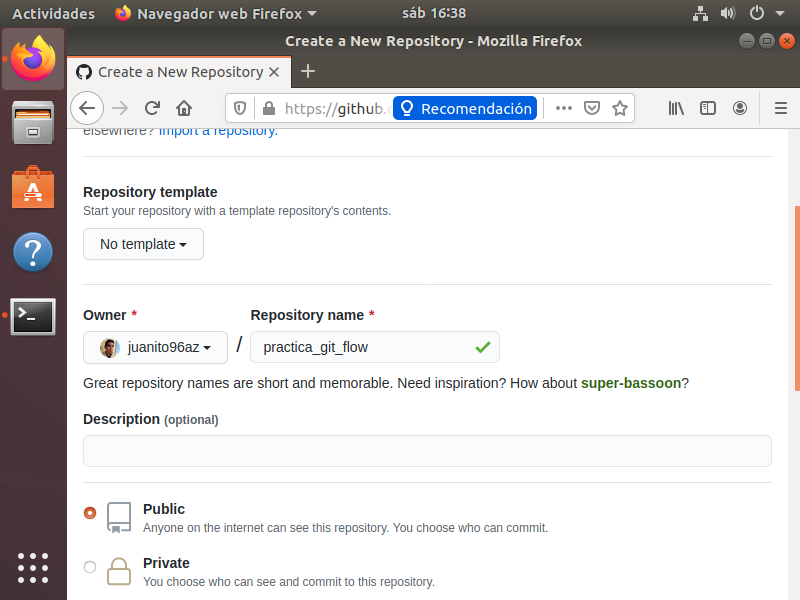 Actividades Navegador web Firefox sáb 16:38
Create a New Repository - Mozilla Firefox
Create a New Repository
https://github.c Recomendación
elsewhere? Import a repository.
Repository template
Start your repository with a template repository's contents.
No template
Owner * Repository name *
juanito96az / practica_git_flow
Great repository names are short and memorable. Need inspiration? How about super-bassoon?
Description (optional)
Public
Anyone on the internet can see this repository. You choose who can commit.
Private
You choose who can see and commit to this repository.